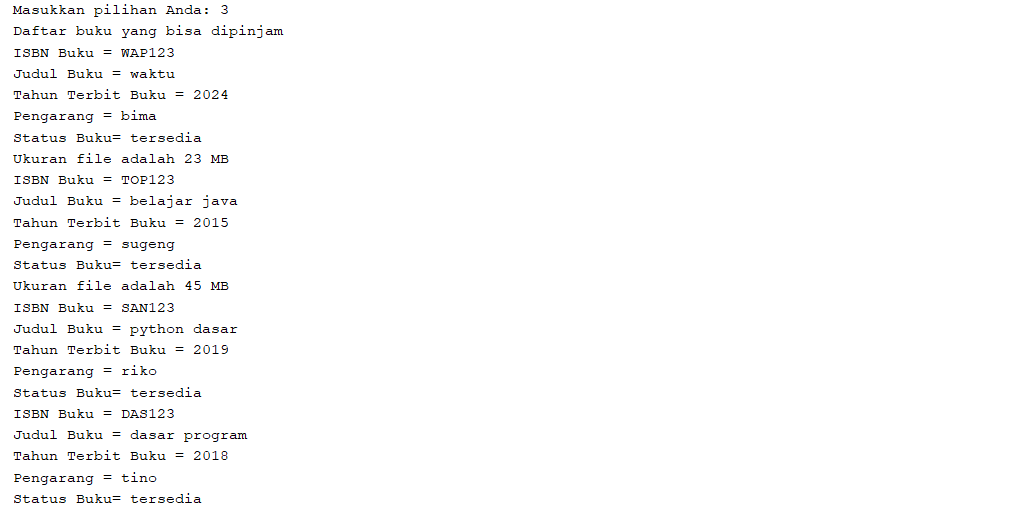 Masukkan pilihan Anda: 3
Daftar buku yang bisa dipinjam
ISBN Buku = WAP123
Judul Buku = waktu
Tahun Terbit Buku = 2024
Pengarang = bima
Status Buku= tersedia
Ukuran file adalah 23 MB
ISBN Buku = TOP123
Judul Buku = belajar java
Tahun Terbit Buku = 2015
Pengarang = sugeng
Status Buku= tersedia
Ukuran file adalah 45 MB
ISBN Buku = SAN123
Judul Buku = python dasar
Tahun Terbit Buku = 2019
Pengarang = riko
Status Buku= tersedia
ISBN Buku = DAS123
Judul Buku = dasar program
Tahun Terbit Buku = 2018
Pengarang = tino
Status Buku= tersedia